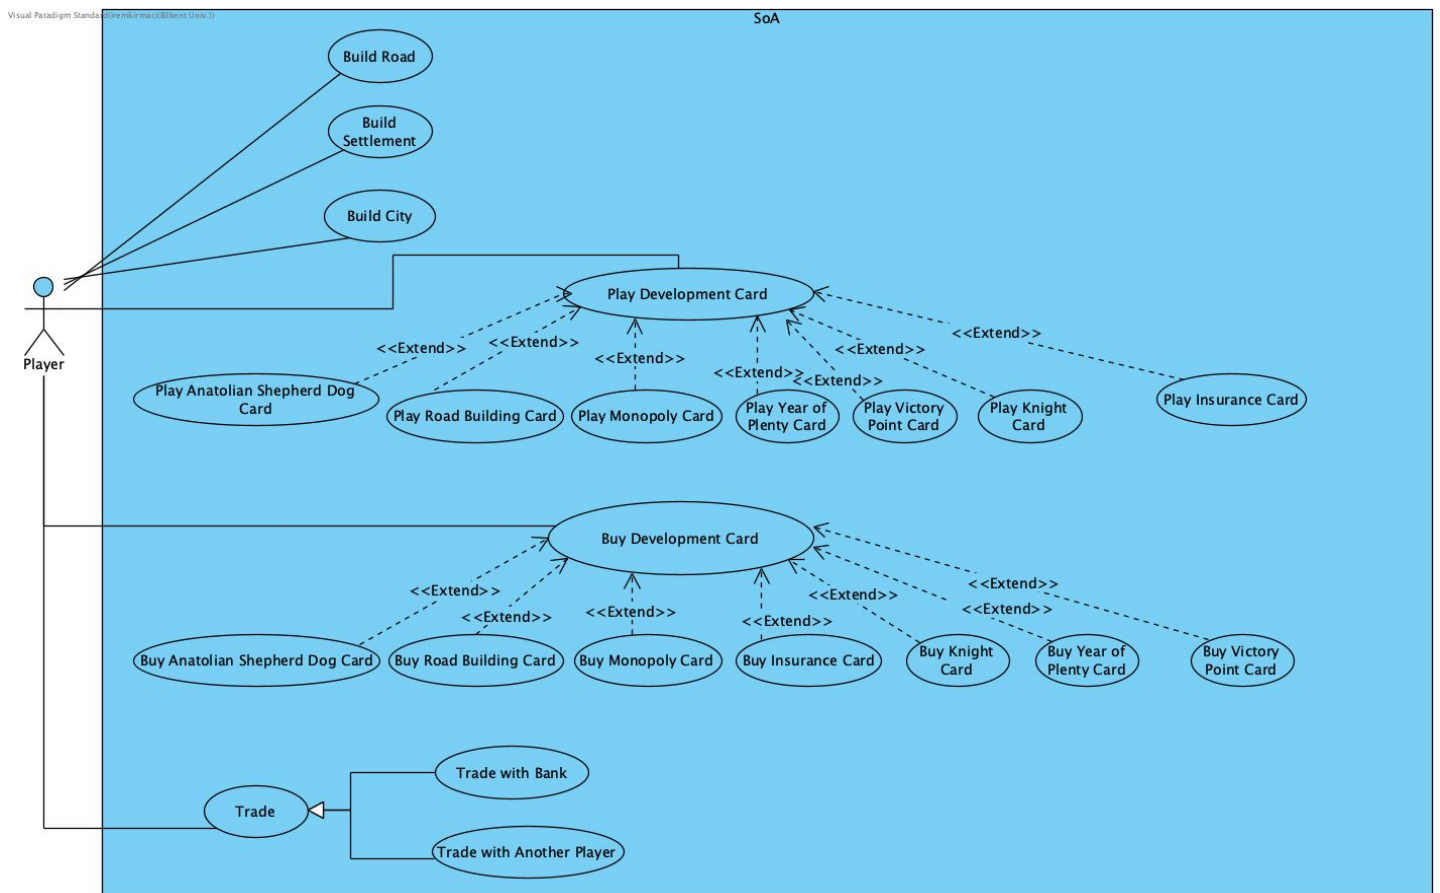 Visual Paradigm Standard(iremkirmaci(Bilkent Univ.))
SoA
Build Road
Build
Settlement
Build City
Player
Play Development Card
<<Extend>>
<<Extend>>
<<Extend>>
<<Extend>>
<<Extend>>
<<Extend>>
<<Extend>>
Play Anatolian Shepherd Dog
Card
Play Road Building Card
Play Monopoly Card
Play Year of
Plenty Card
Play Victory
Point Card
Play Knight
Card
Play Insurance Card
Buy Development Card
<<Extend>>
<<Extend>>
<<Extend>>
<<Extend>>
<<Extend>>
<<Extend>>
<<Extend>>
Buy Anatolian Shepherd Dog Card
Buy Road Building Card
Buy Monopoly Card
Buy Insurance Card
Buy Knight
Card
Buy Year of
Plenty Card
Buy Victory
Point Card
Trade with Bank
Trade
Trade with Another Player